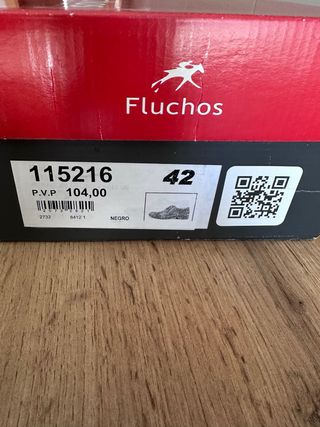 Fluchos
115216 42
P.V.P 104,00
2732 8412 1 NEGRO